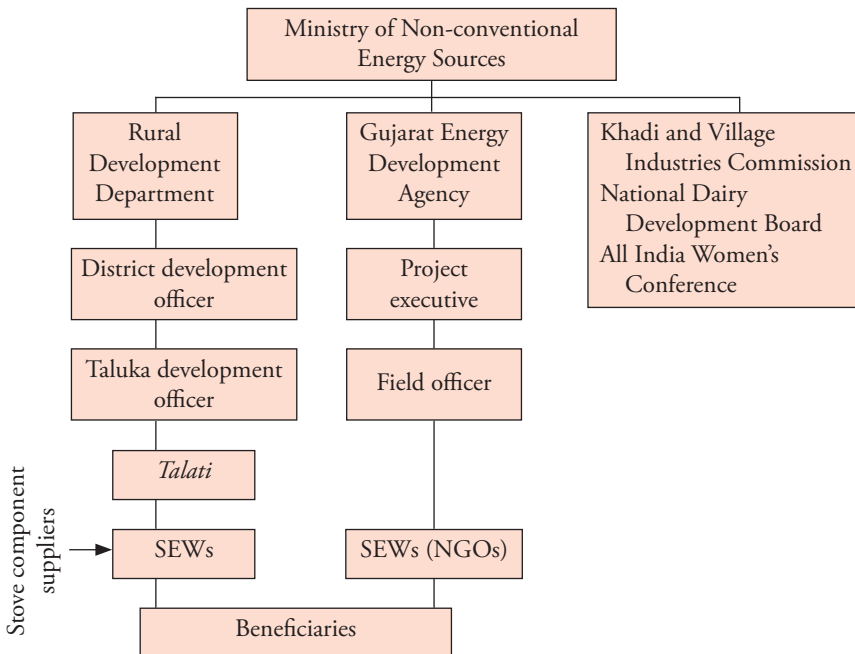 Ministry of Non-conventional
Energy Sources
Rural
Development
Department
Gujarat Energy
Development
Agency
Khadi and Village
Industries Commission
National Dairy
Development Board
All India Women's
Conference
District development
officer
Project
executive
Taluka development
officer
Field officer
Talati
Stove component
suppliers
SEWs
SEWs (NGOs)
Beneficiaries